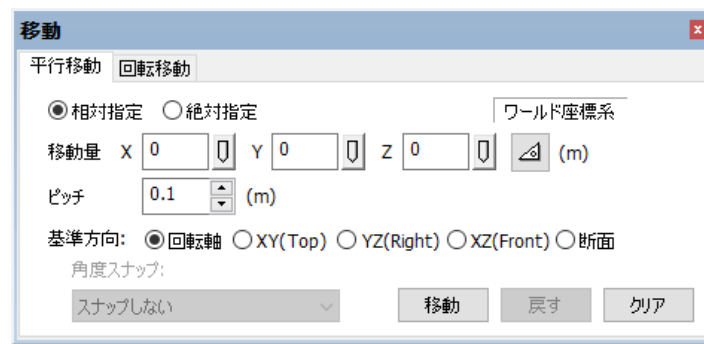 移動
平行移動 回転移動
相対指定 絶対指定 ワールド座標系
移動量 X 0 Y 0 Z 0 (m)
ピッチ 0.1 (m)
基準方向: 回転軸 XY(Top) YZ(Right) XZ(Front) 断面
角度スナップ:
スナップしない 移動 戻す クリア